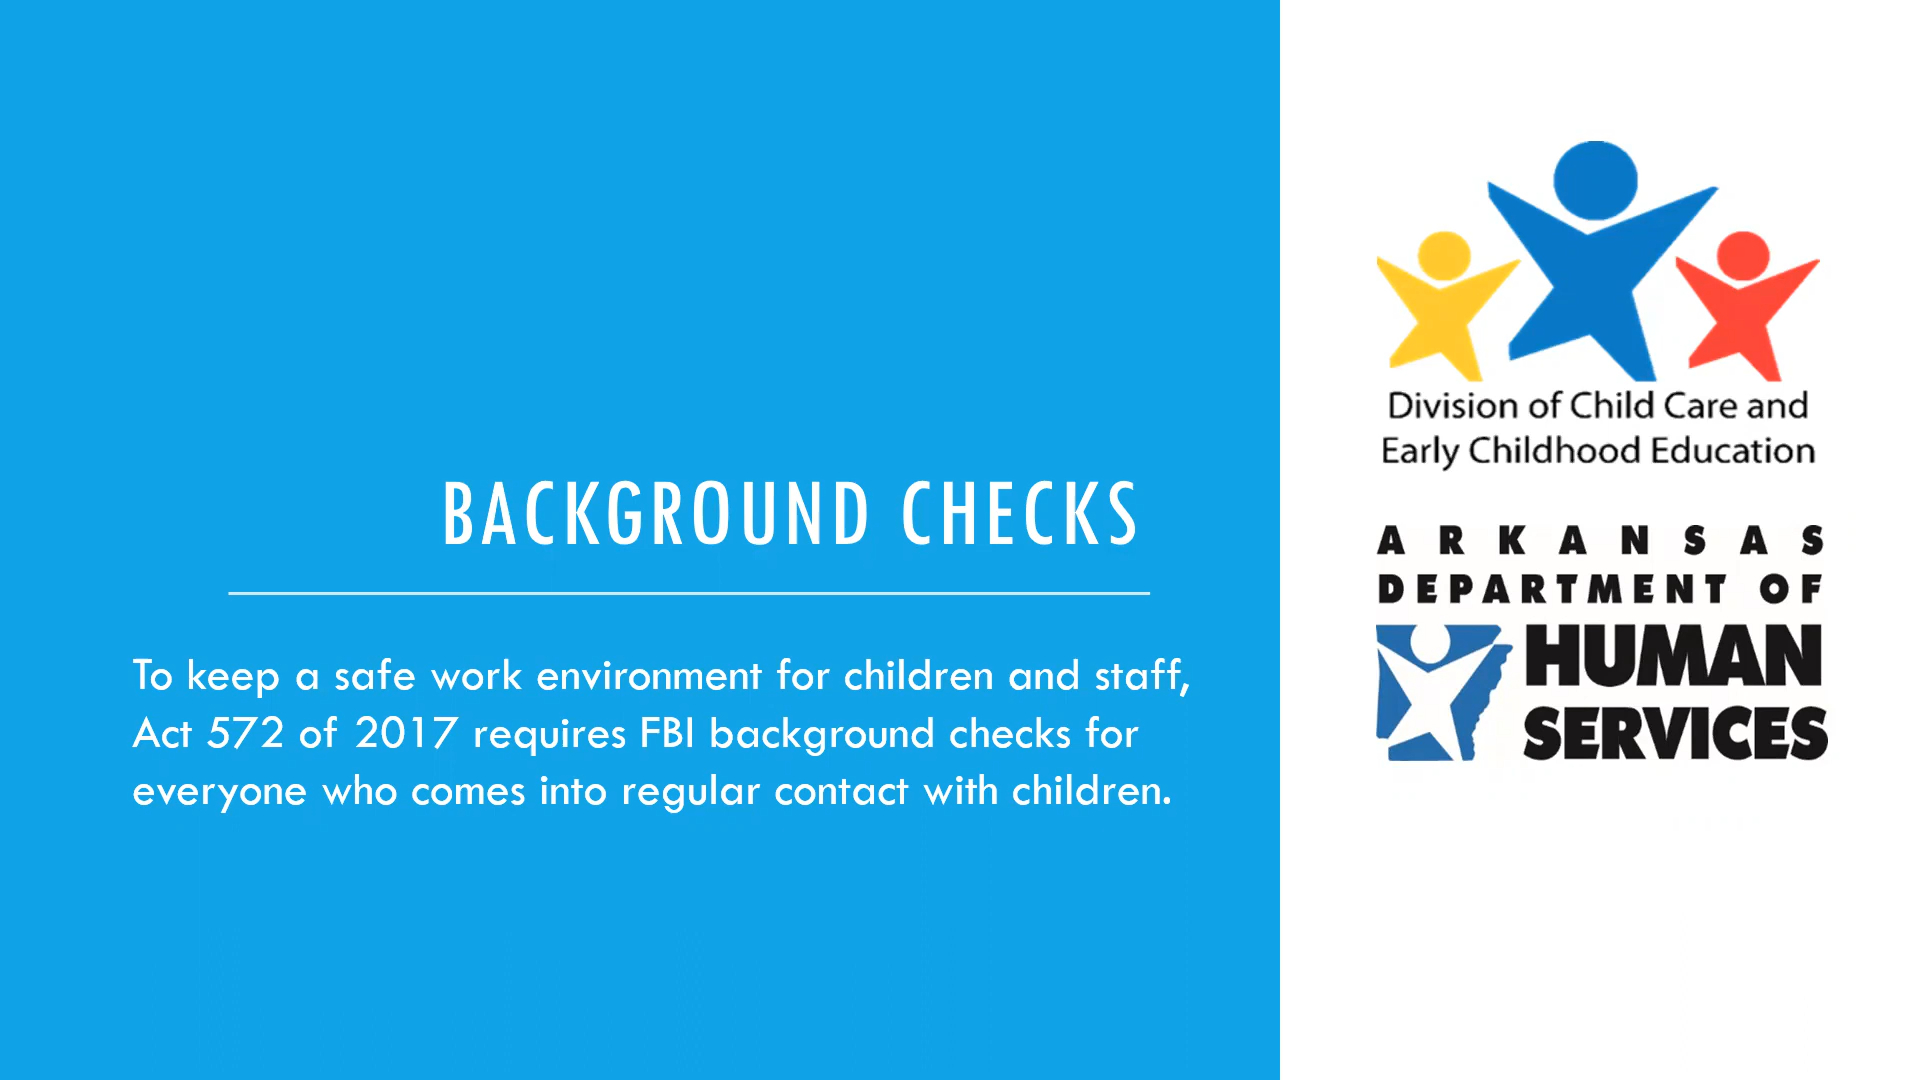 BACKGROUND CHECKS
To keep a safe work environment for children and staff,
Act 572 of 2017 requires FBI background checks for
everyone who comes into regular contact with children.
Division of Child Care and
Early Childhood Education
ARKANSAS
DEPARTMENT OF
HUMAN
SERVICES